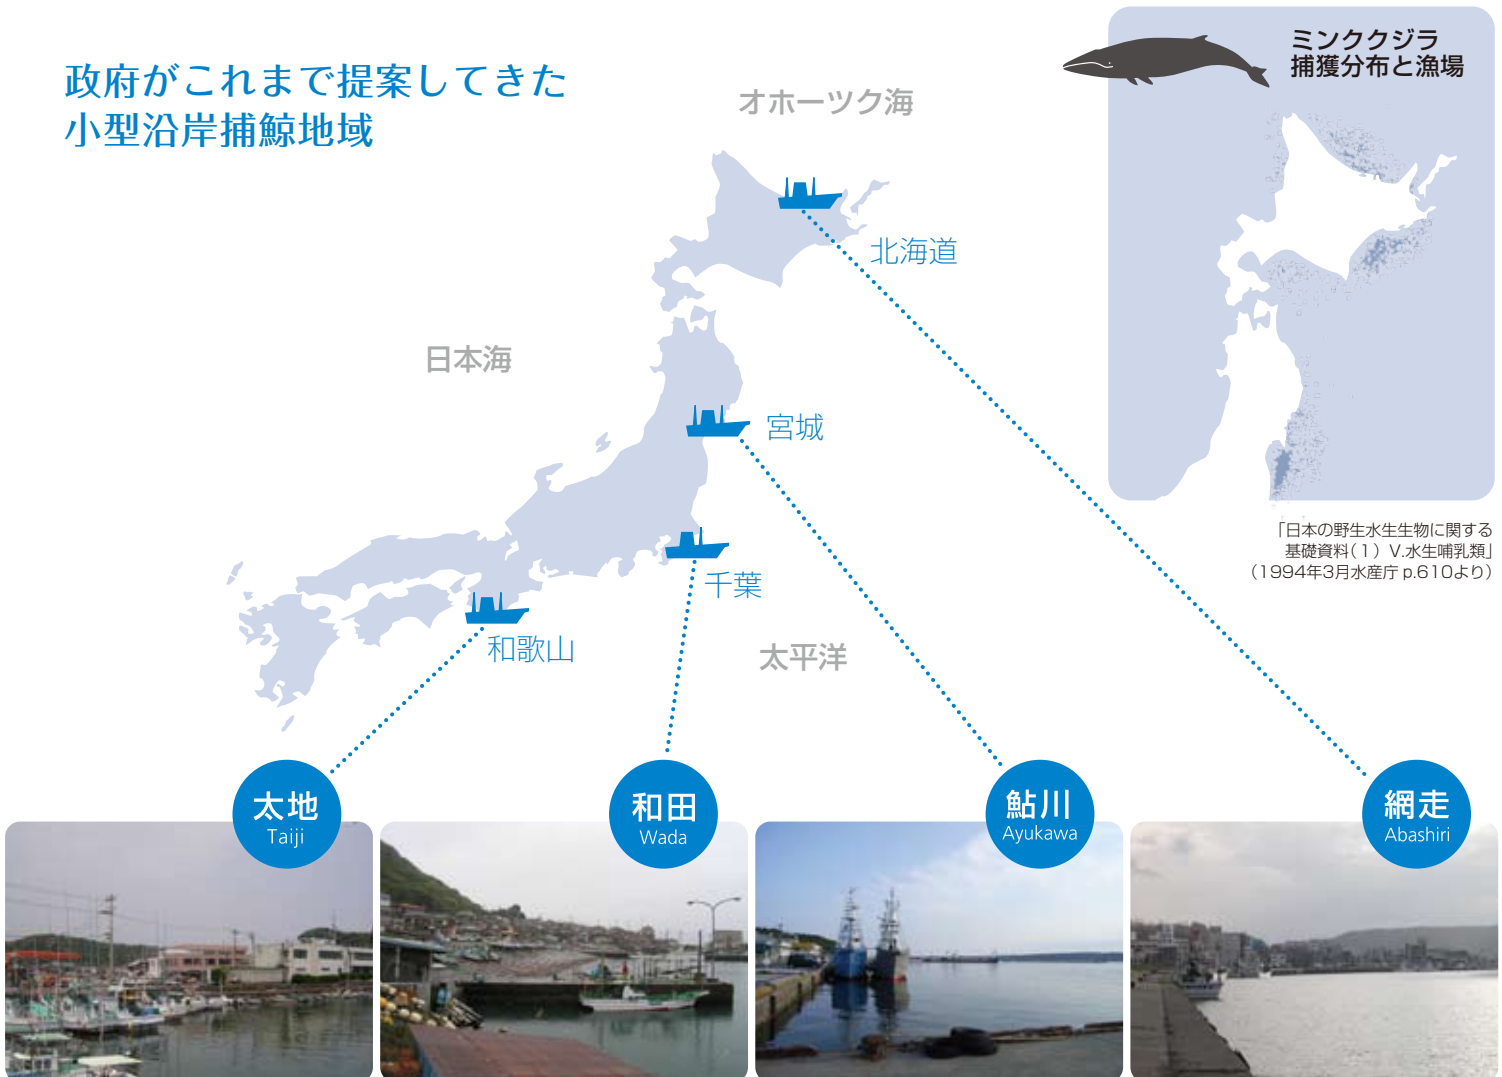 政府がこれまで提案してきた
小型沿岸捕鯨地域
ミンククジラ
捕獲分布と漁場
オホーツク海
北海道
日本海
宮城
「日本の野生水生生物に関する
基礎資料(1) V.水生哺乳類」
(1994年3月水産庁 p.610より)
千葉
和歌山
太平洋
太地
Taiji
和田
Wada
鮎川
Ayukawa
網走
Abashiri